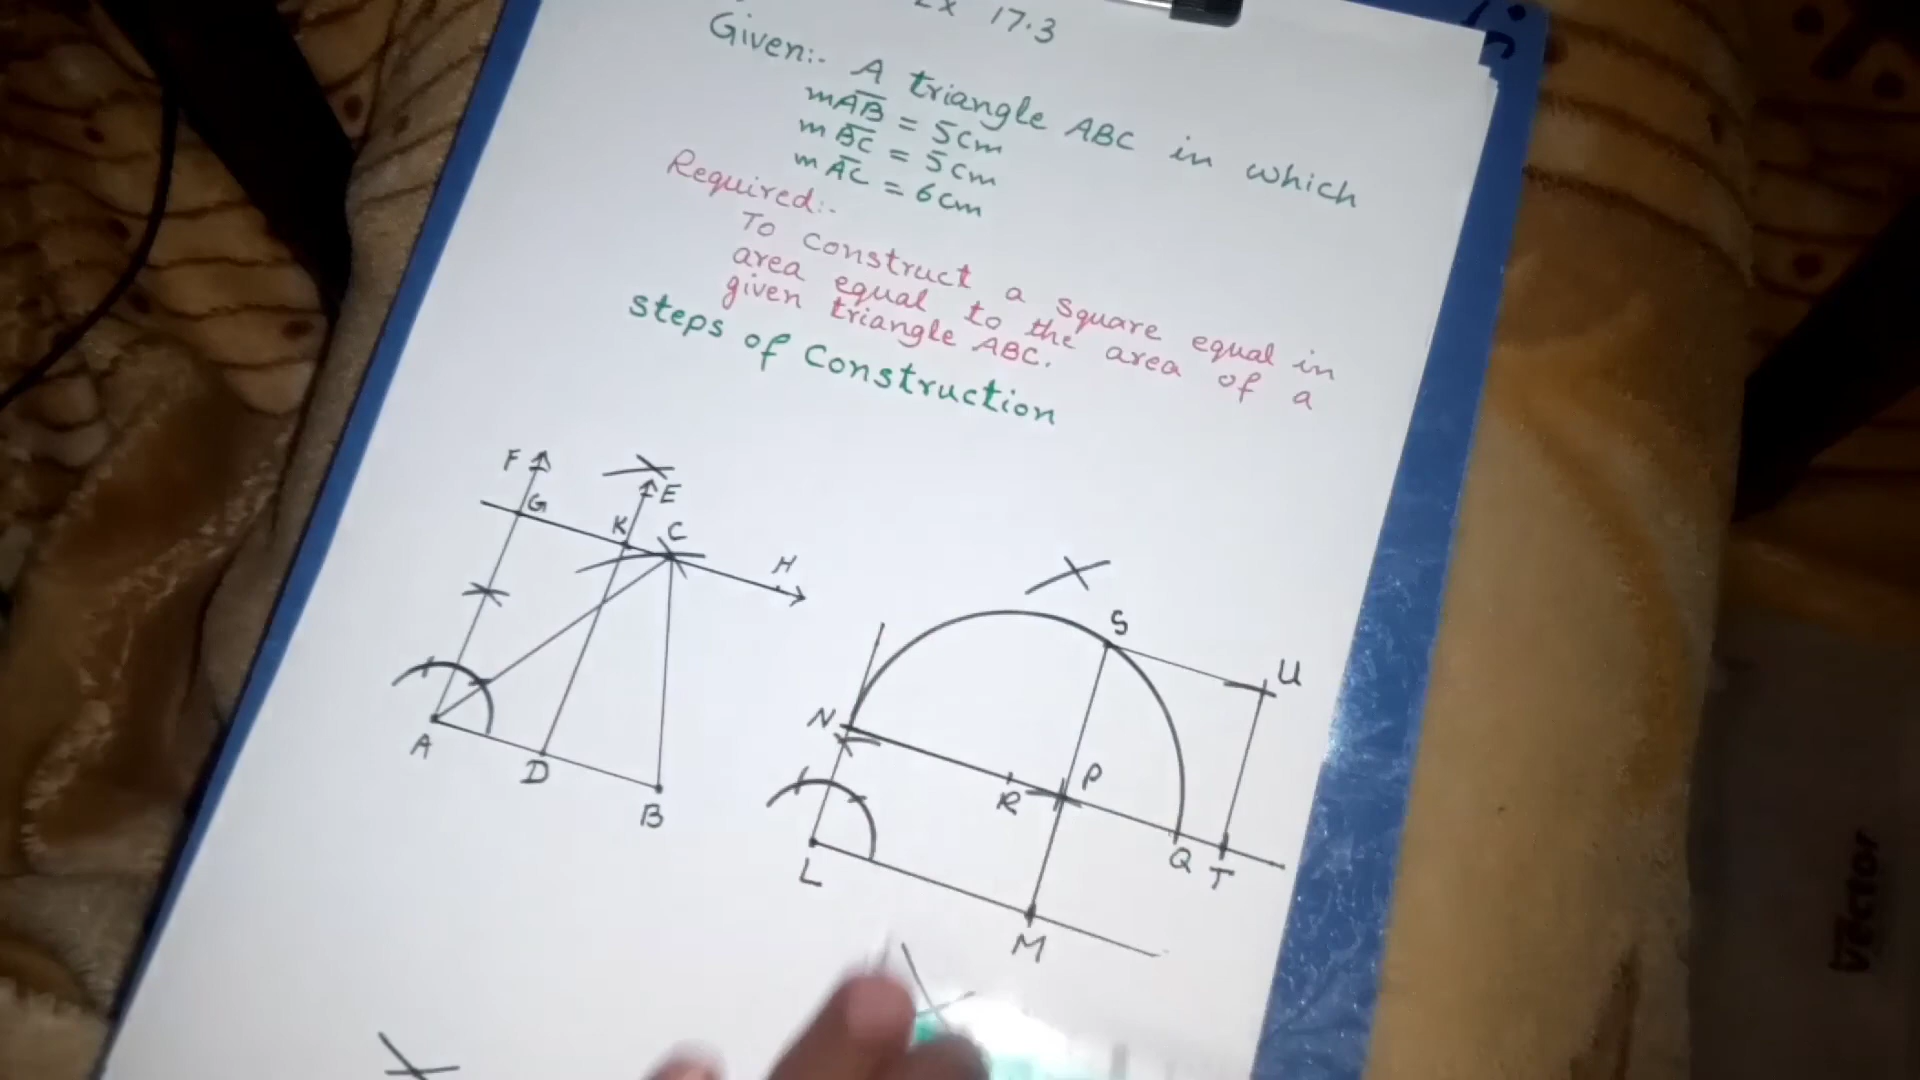 Ex 17.3
Given:- A triangle ABC in which
mAB = 5cm
mBC = 5cm
mAC = 6cm
Required:-
To construct a square equal in
area equal to the area of a
given triangle ABC.
steps of Construction
F
G
K
E
C
H
A
D
B
S
U
N
R
P
Q
T
L
M
Vector